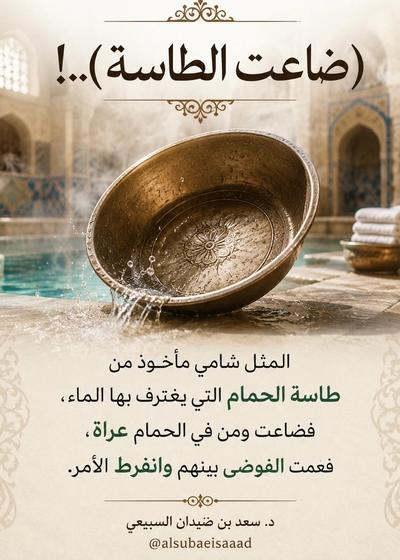 (ضاعت الطاسة)..!
المثل شامي مأخـوذ من
طاسة الحمام التي يغترف بها الماء،
فضاعت ومن في الحمام عراة،
فعمت الفوضى بينهم وانفرط الأمر.
د. سعد بن ضيدان السبيعي
@alsubaeisaaad